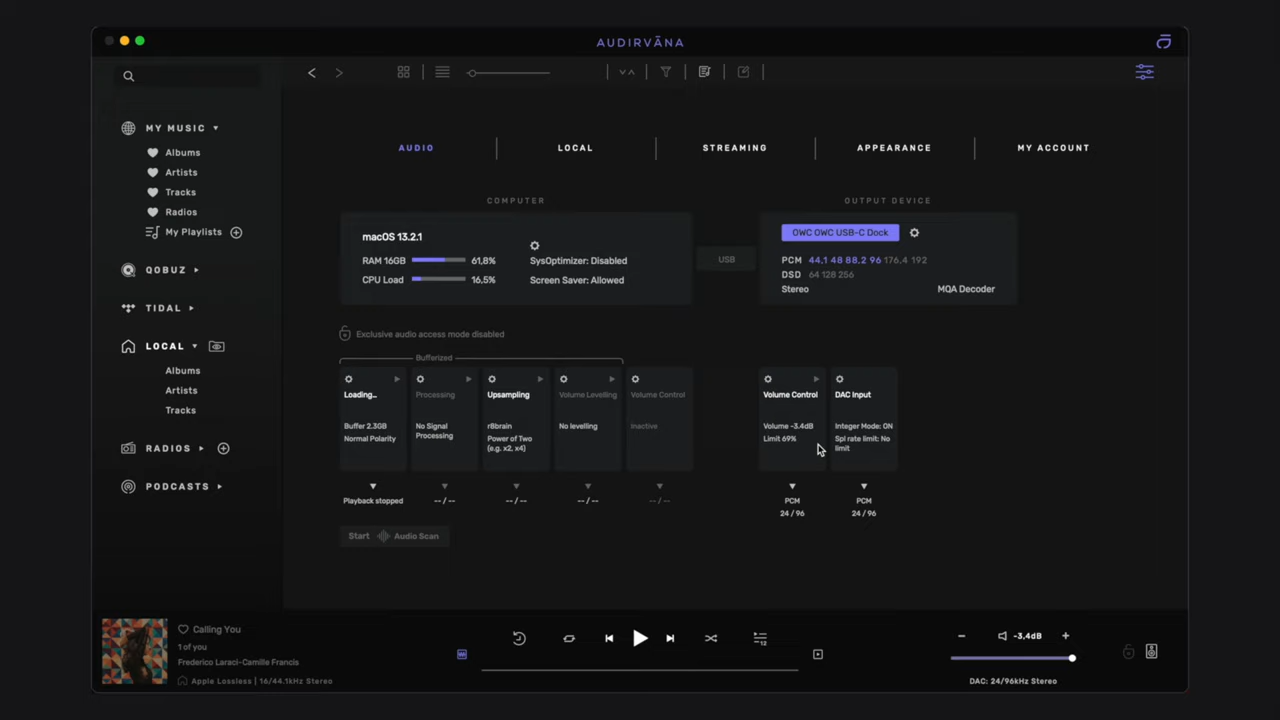 AUDIRVĀNA
MY MUSIC
Albums
Artists
Tracks
Radios
My Playlists
QOBUZ
TIDAL
LOCAL
Albums
Artists
Tracks
RADIOS
PODCASTS
AUDIO
LOCAL
STREAMING
APPEARANCE
MY ACCOUNT
COMPUTER
macOS 13.2.1
RAM 16GB 61,8%
CPU Load 16,5%
SysOptimizer: Disabled
Screen Saver: Allowed
USB
OUTPUT DEVICE
OWC OWC USB-C Dock
PCM 44.1 48 88.2 96 176.4 192
DSD 64 128 256
Stereo MQA Decoder
Exclusive audio access mode disabled
Bufferized
Loading...
Buffer 2.3GB
Normal Polarity
Playback stopped
Processing
No Signal
Processing
-- / --
Upsampling
r8brain
Power of Two
(e.g. x2, x4)
-- / --
Volume Levelling
No levelling
-- / --
Volume Control
Inactive
-- / --
Volume Control
Volume -3.4dB
Limit 69%
PCM
24 / 96
DAC Input
Integer Mode: ON
Spl rate limit: No
limit
PCM
24 / 96
Start Audio Scan
Calling You
1 of you
Frederico Laraci-Camille Francis
Apple Lossless | 16/44.1kHz Stereo
12
-3,4dB
DAC: 24/96kHz Stereo